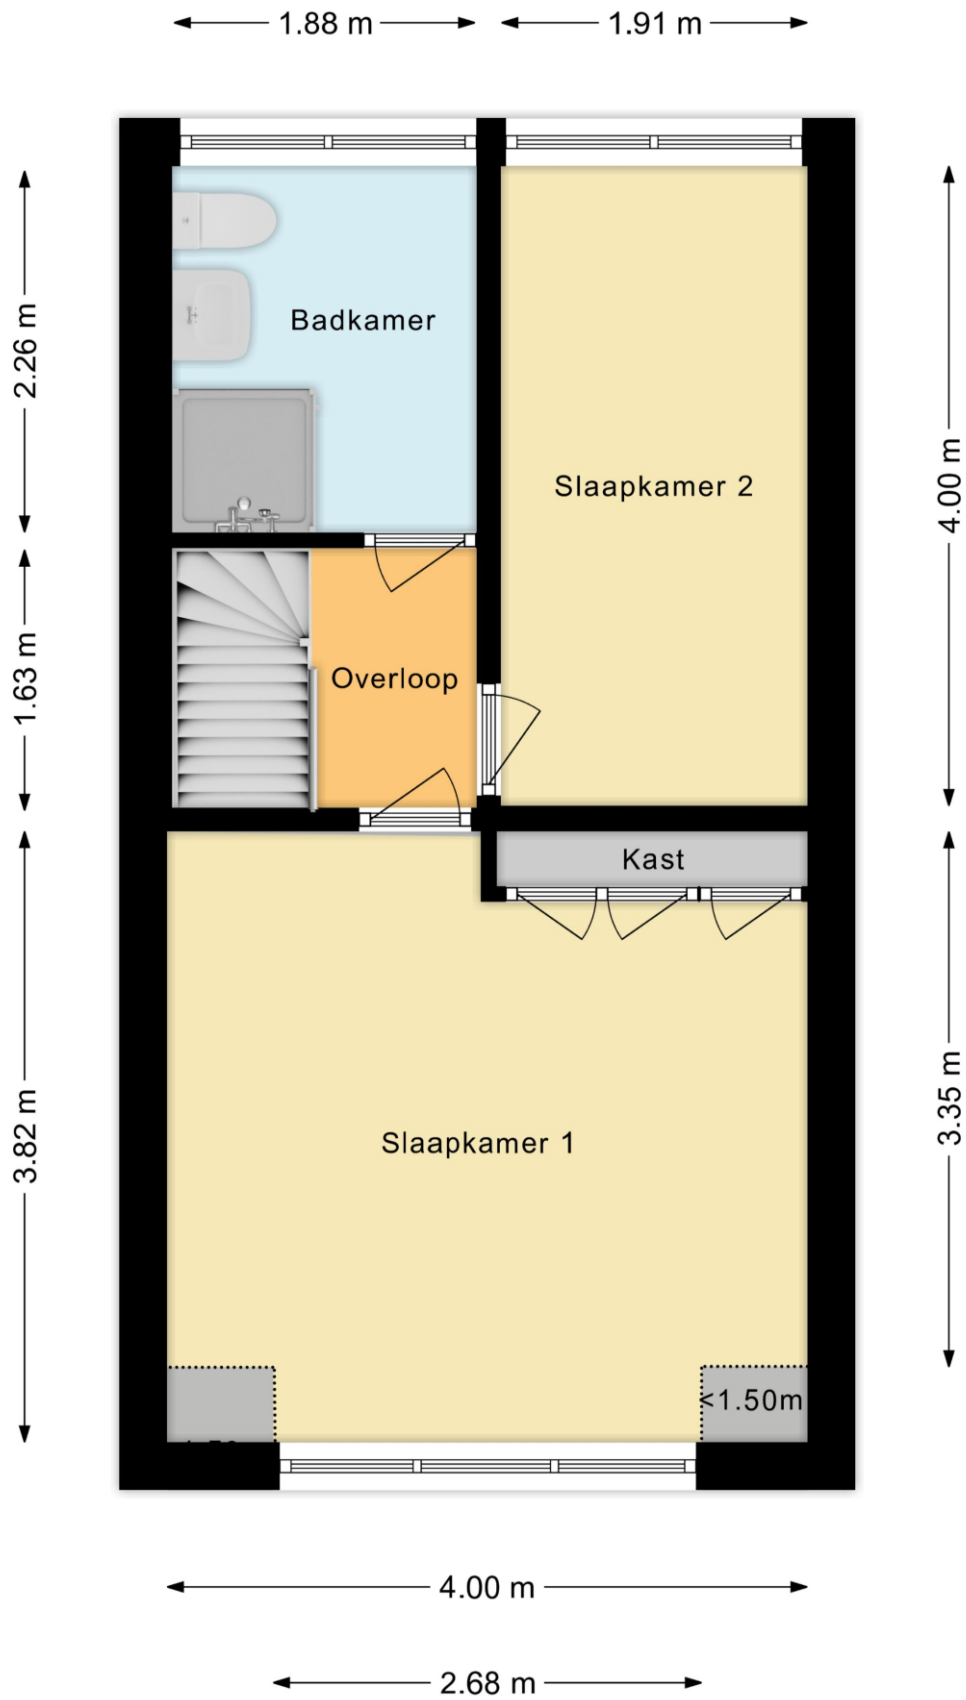 1.88 m
1.91 m
2.26 m
Badkamer
4.00 m
Slaapkamer 2
1.63 m
Overloop
Kast
3.82 m
3.35 m
Slaapkamer 1
<1.50m
4.00 m
2.68 m